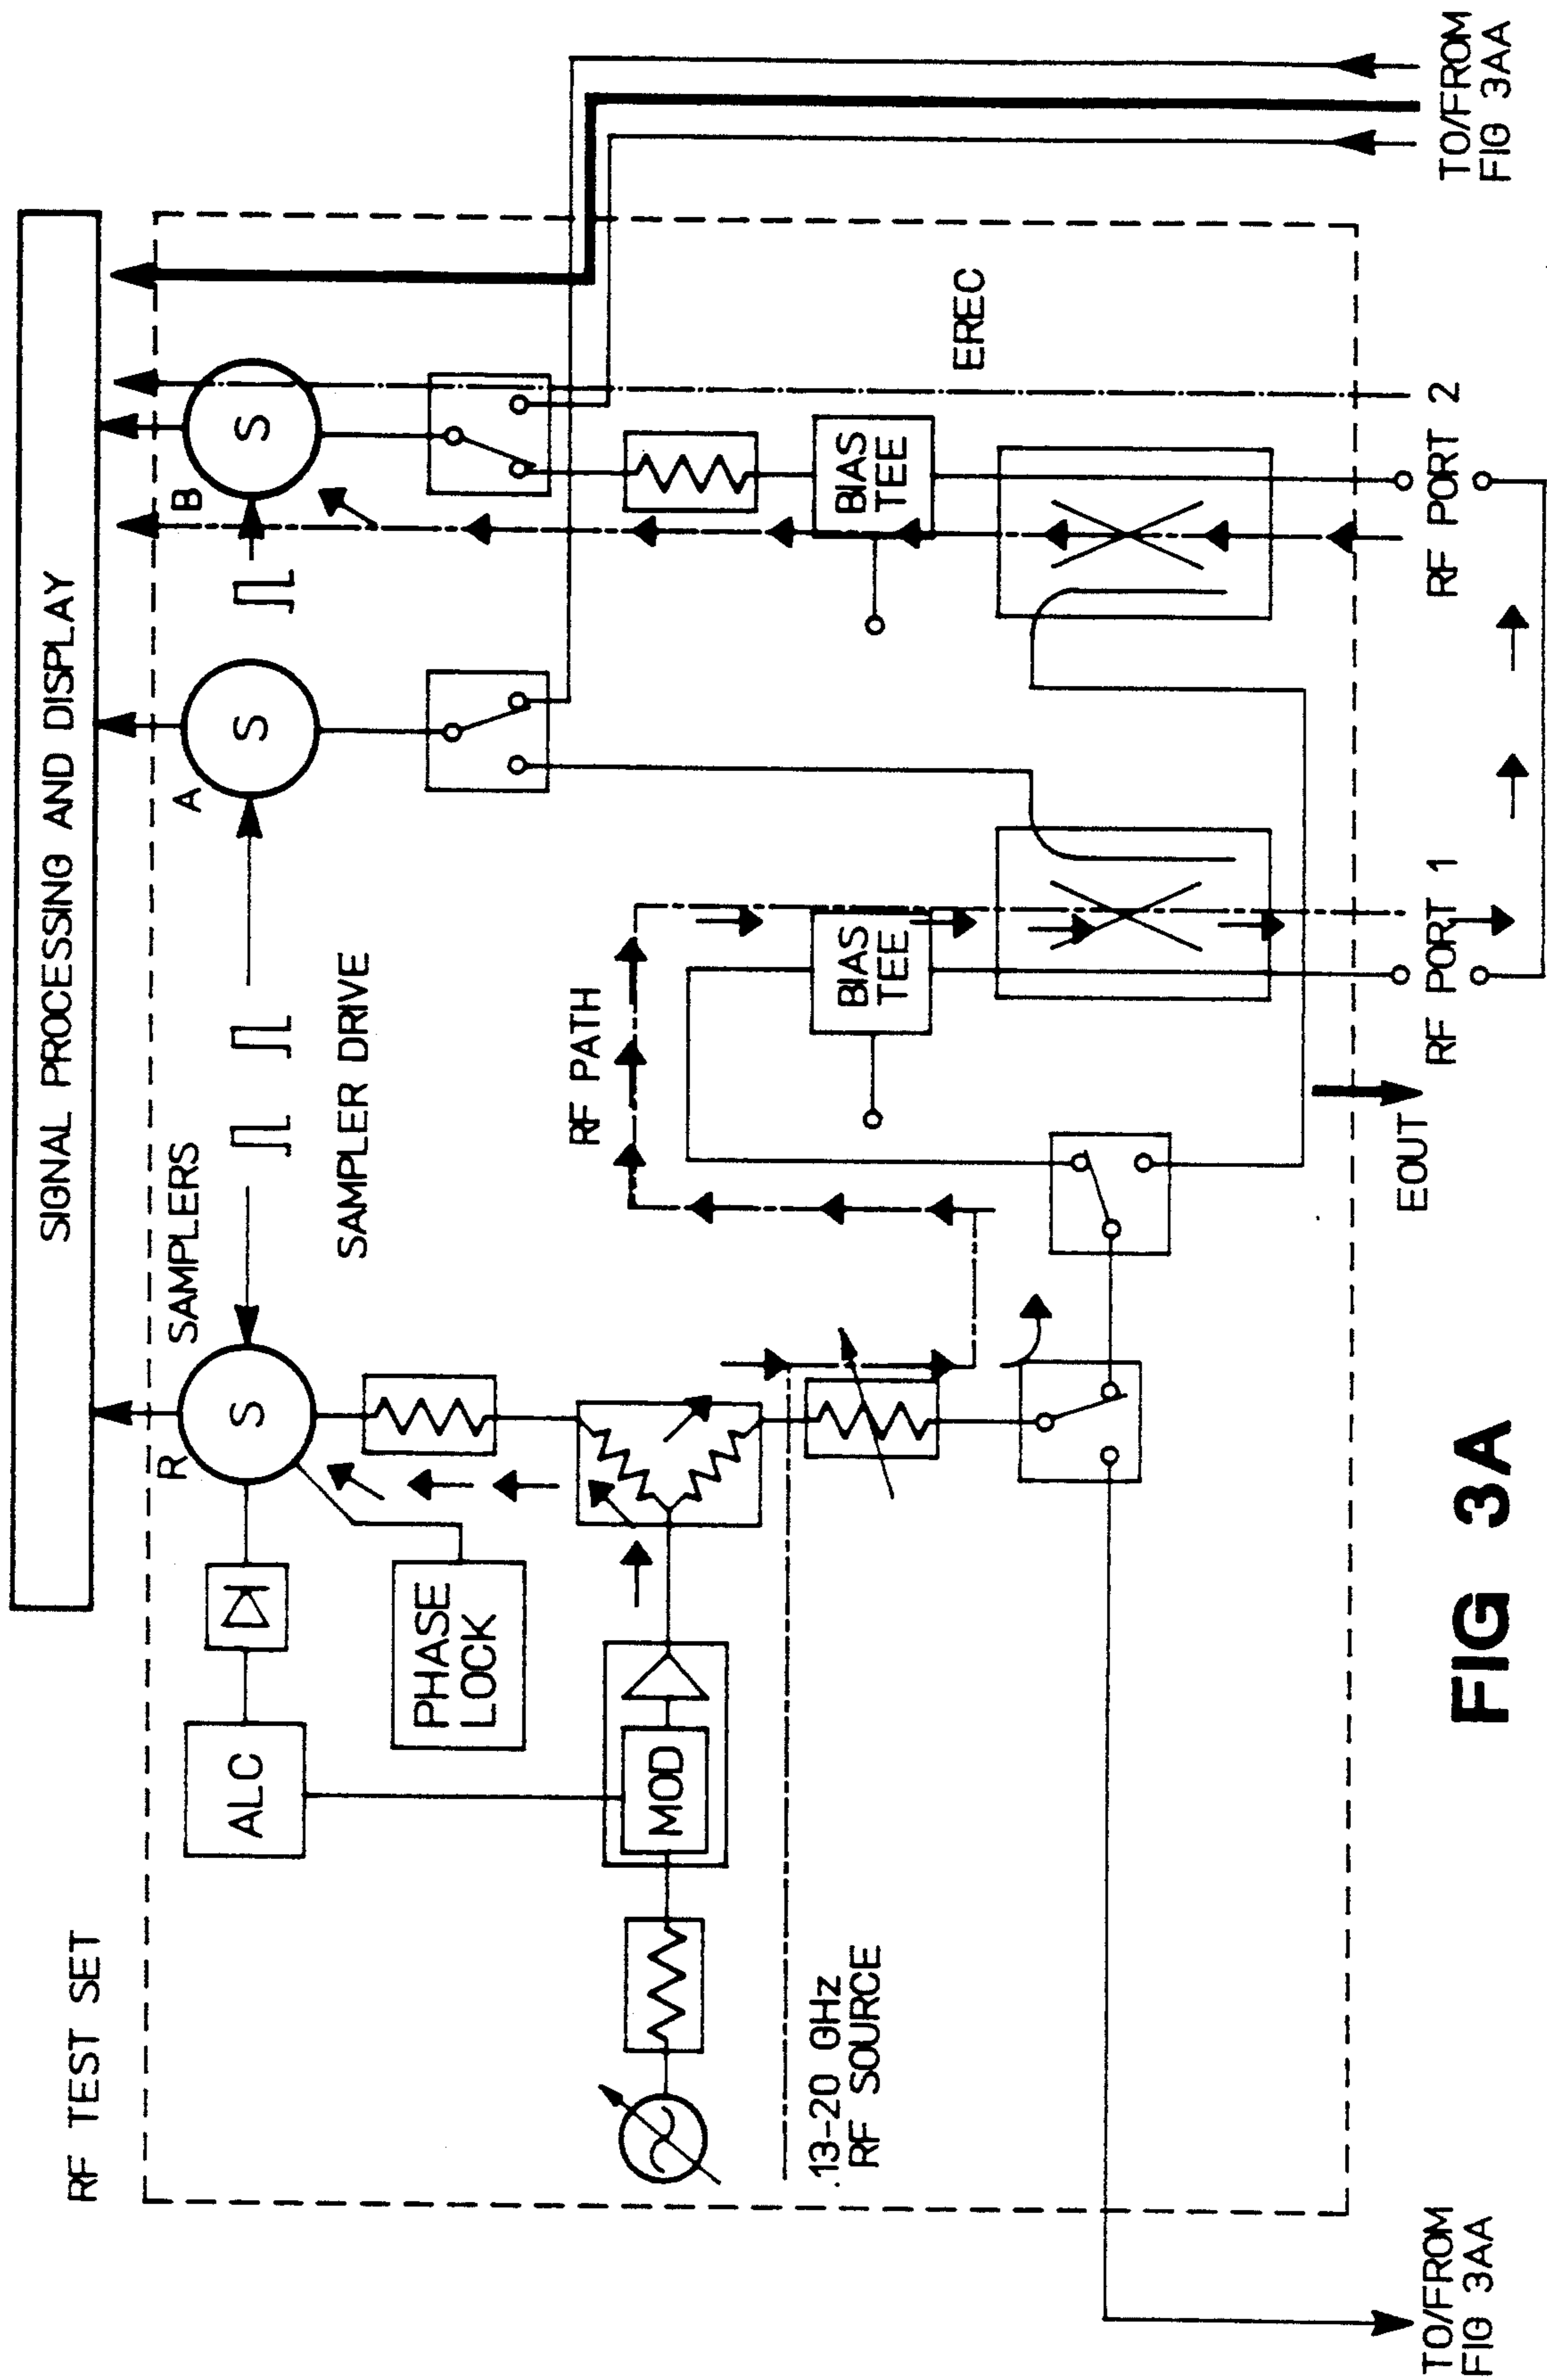 RF TEST SET
SIGNAL PROCESSING AND DISPLAY
SAMPLERS
R
A
B
S
S
S
ALC
SAMPLER DRIVE
PHASE
LOCK
MOD
RF PATH
.13-20 GHz
RF SOURCE
BIAS
TEE
BIAS
TEE
EREC
EOUT
RF PORT 1
RF PORT 2
TO/FROM
FIG 3AA
TO/FROM
FIG 3AA
FIG 3A